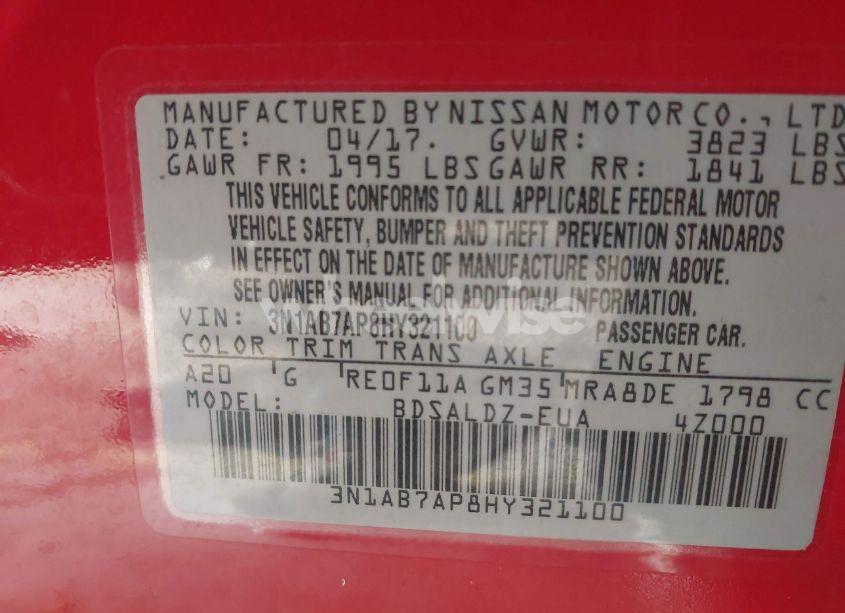 MANUFACTURED BY NISSAN MOTOR CO., LTD
DATE: 04/17. GVWR: 3823 LBS
GAWR FR: 1995 LBS GAWR RR: 1841 LBS
THIS VEHICLE CONFORMS TO ALL APPLICABLE FEDERAL MOTOR
VEHICLE SAFETY, BUMPER AND THEFT PREVENTION STANDARDS
IN EFFECT ON THE DATE OF MANUFACTURE SHOWN ABOVE.
SEE OWNER'S MANUAL FOR ADDITIONAL INFORMATION.
VIN: 3N1AB7AP8HY321100 PASSENGER CAR.
COLOR TRIM TRANS AXLE ENGINE
A20 G RE0F11A GM35 MRA8DE 1798 CC
MODEL: BDSALDZ-EUA 4Z000
3N1AB7AP8HY321100